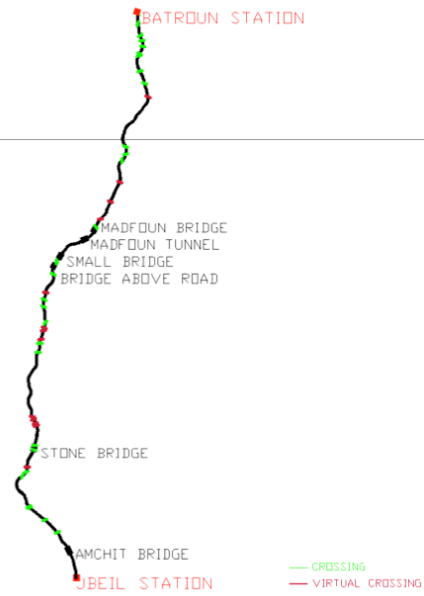 BATROUN STATION
MADFOUN BRIDGE
MADFOUN TUNNEL
SMALL BRIDGE
BRIDGE ABOVE ROAD
STONE BRIDGE
AMCHIT BRIDGE
JBEIL STATION
CROSSING
VIRTUAL CROSSING